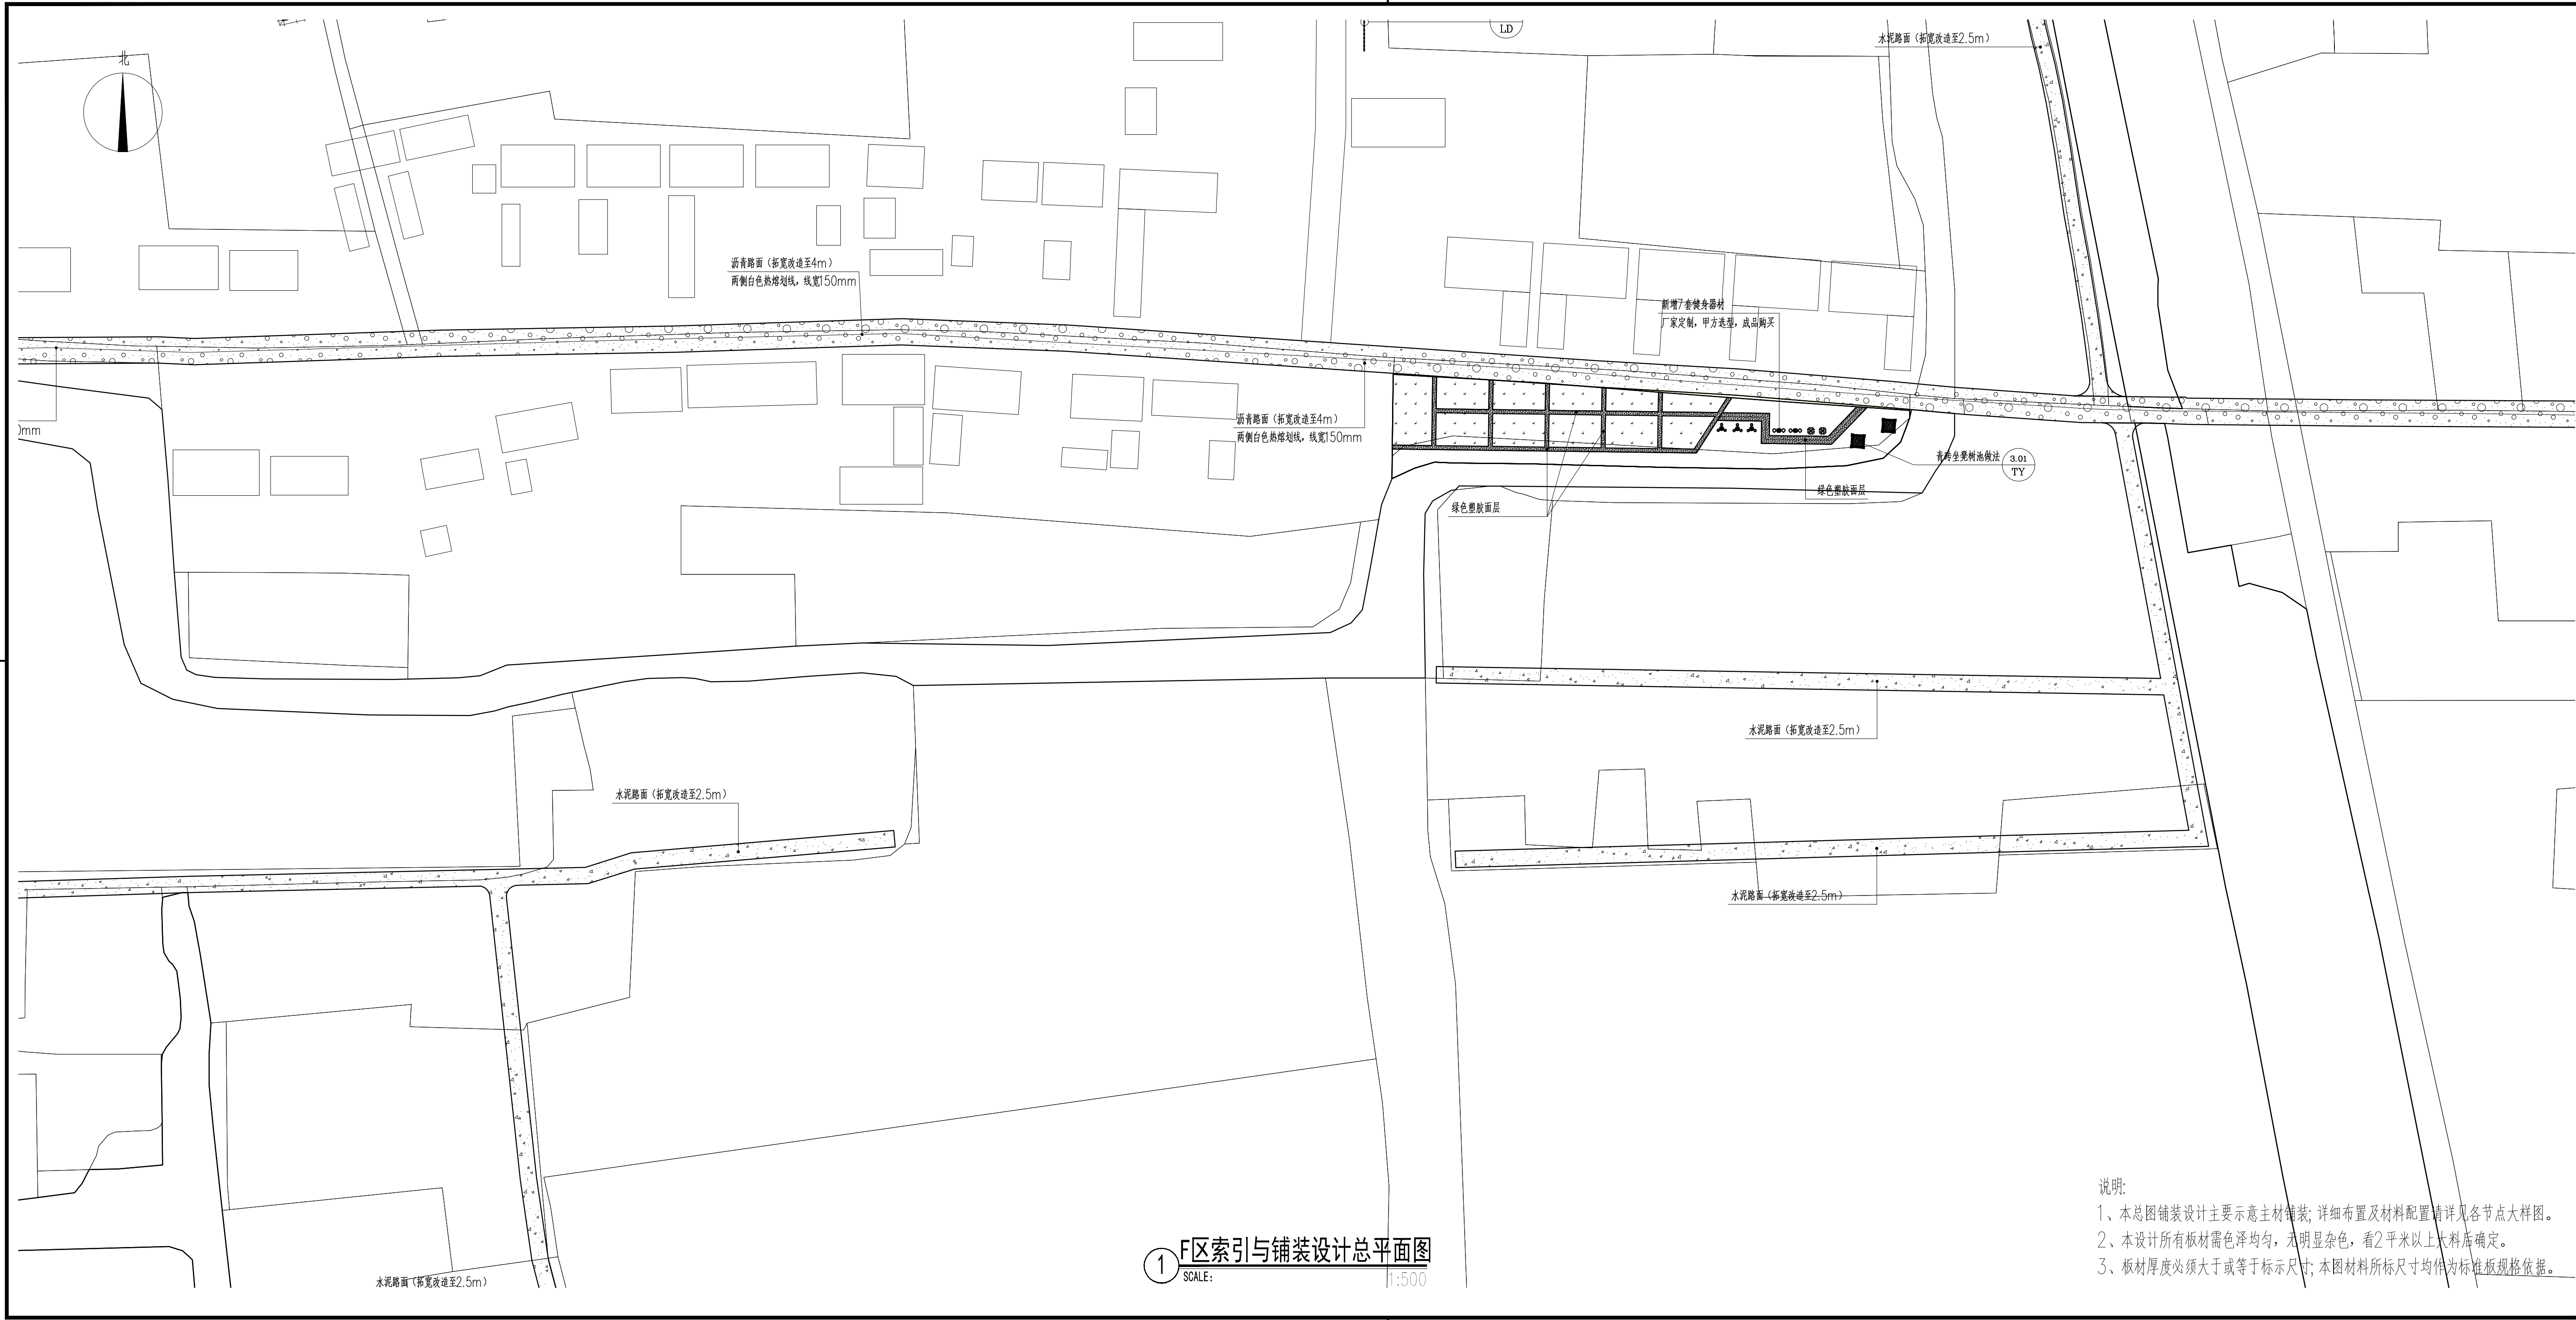 LD
水泥路面（拓宽改造至2.5m）
北
沥青路面（拓宽改造至4m）
两侧白色热熔划线，线宽150mm
新增7套健身器材
厂家定制，甲方选型，成品购买
0mm
沥青路面（拓宽改造至4m）
两侧白色热熔划线，线宽150mm
青砖坐凳树池做法
3.01
TY
绿色塑胶面层
绿色塑胶面层
水泥路面（拓宽改造至2.5m）
水泥路面（拓宽改造至2.5m）
水泥路面（拓宽改造至2.5m）
水泥路面（拓宽改造至2.5m）
1
F区索引与铺装设计总平面图
SCALE:
1:500
说明:
1、本总图铺装设计主要示意主材铺装; 详细布置及材料配置请详见各节点大样图。
2、本设计所有板材需色泽均匀，无明显杂色，看2平米以上大料后确定。
3、板材厚度必须大于或等于标示尺寸; 本图材料所标尺寸均作为标准板规格依据。